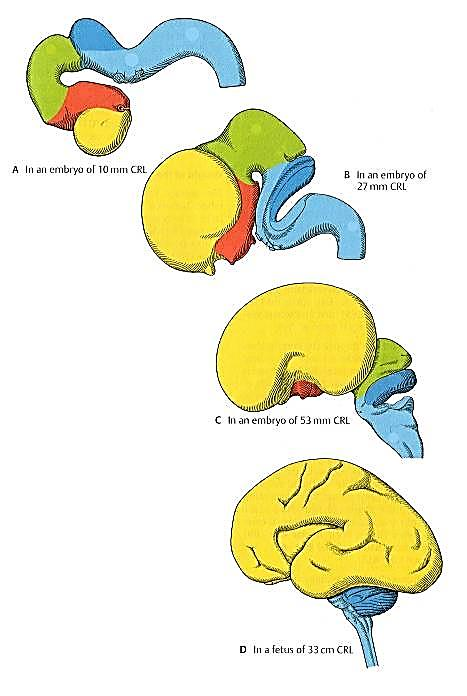 A In an embryo of 10 mm CRL
B In an embryo of
27 mm CRL
C In an embryo of 53 mm CRL
D In a fetus of 33 cm CRL